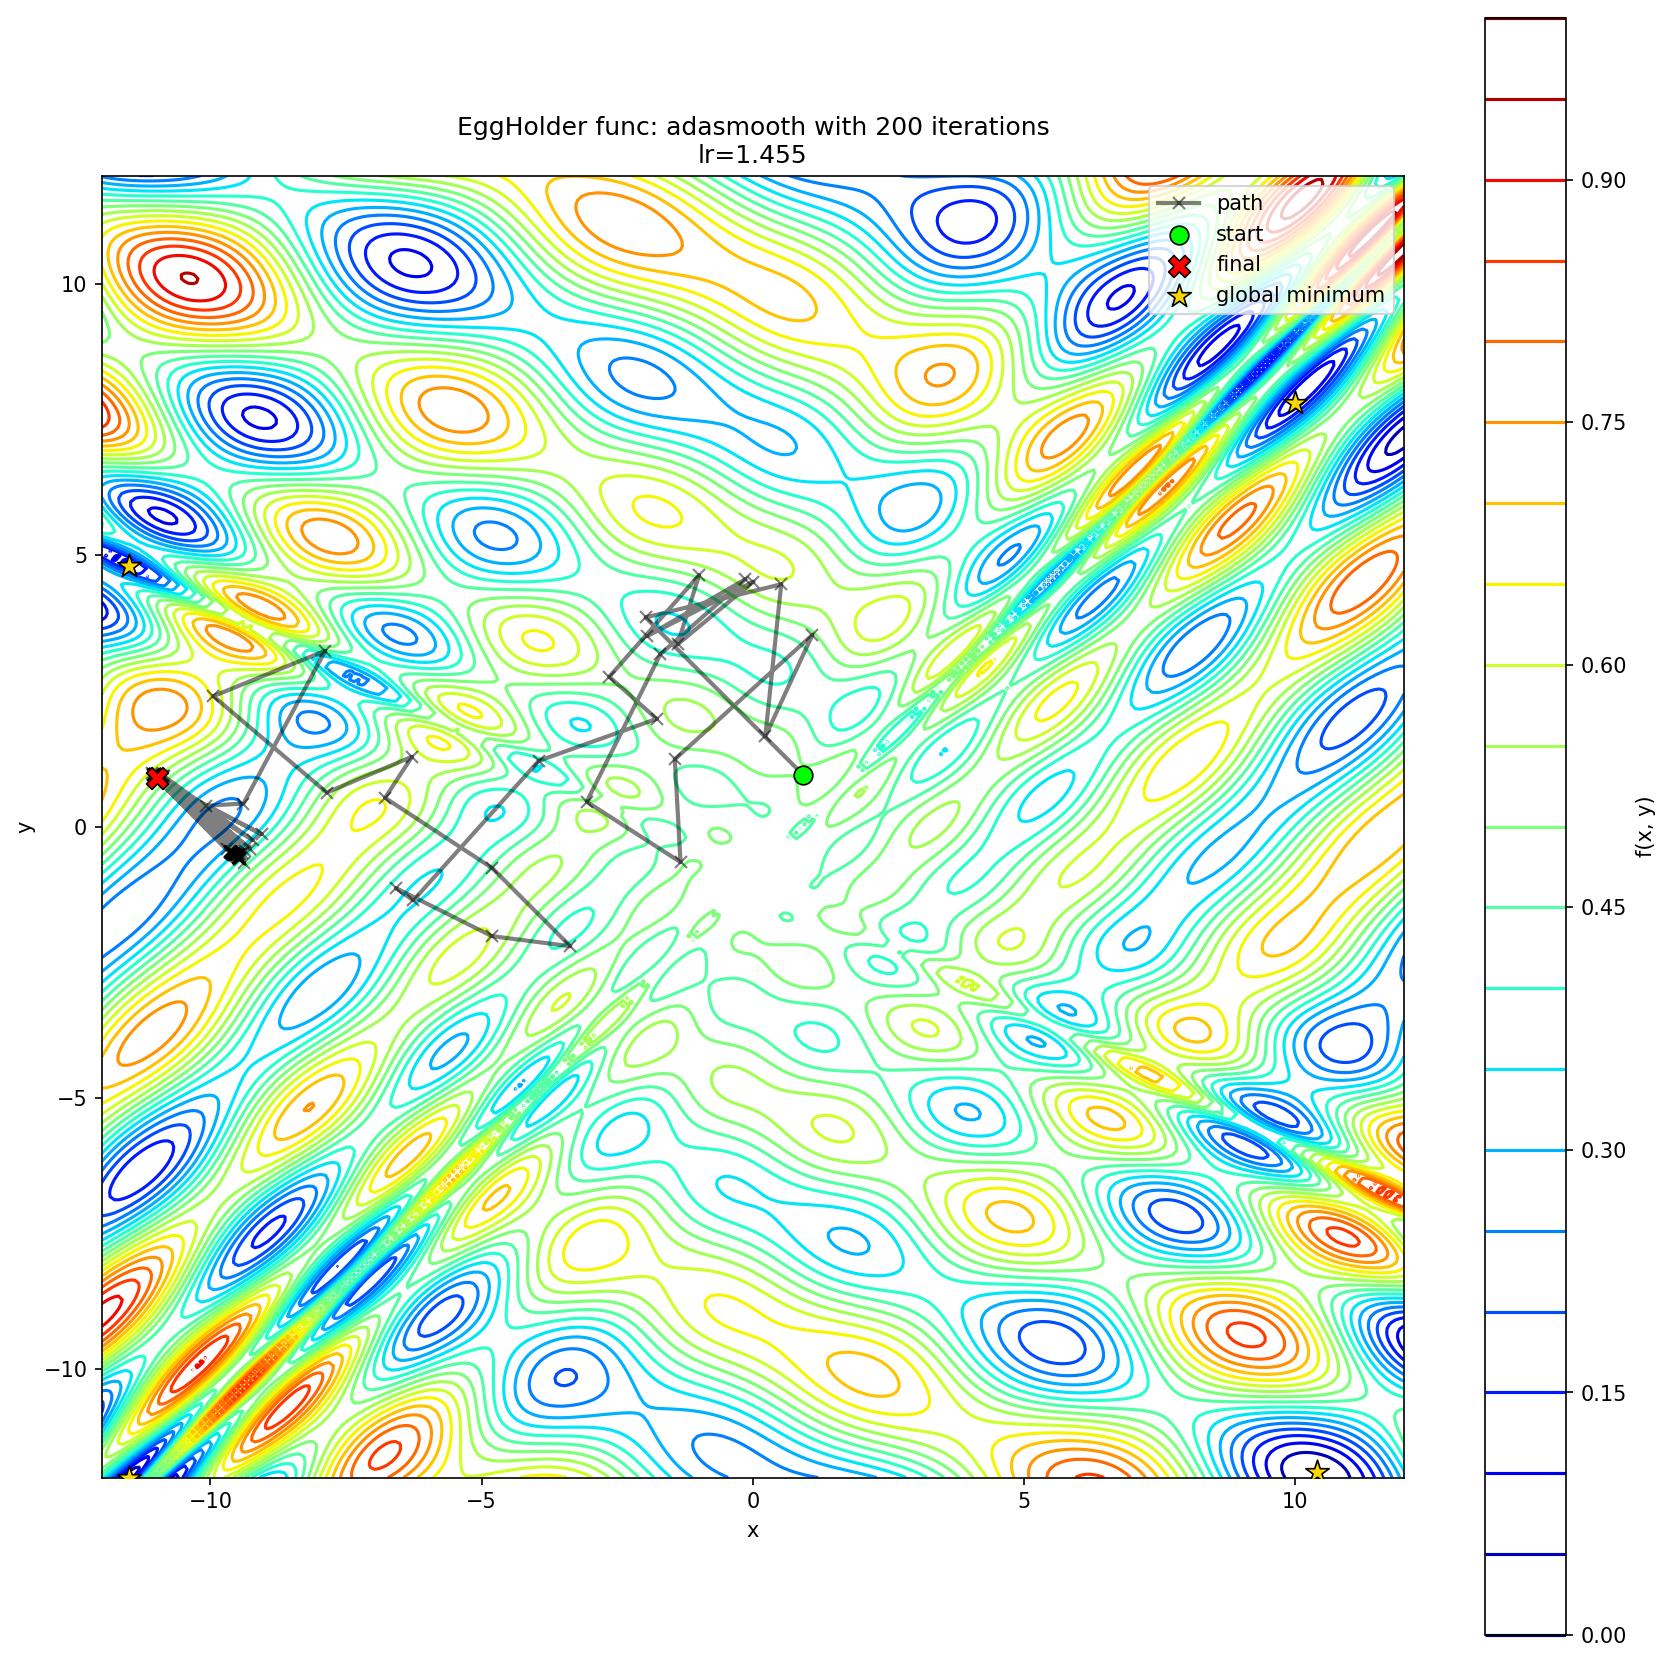 EggHolder func: adasmooth with 200 iterations
lr=1.455
path
start
final
global minimum
10
5
0
−5
−10
y
−10
−5
0
5
10
x
0.90
0.75
0.60
0.45
0.30
0.15
0.00
f(x, y)